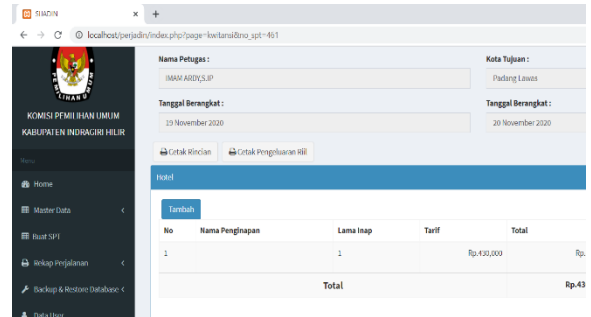 SIJADIN
localhost/perjadin/index.php?page=kwitansi&no_spt=461
KOMISI PEMILIHAN UMUM
KABUPATEN INDRAGIRI HILIR
Menu
Home
Master Data
Buat SPT
Rekap Perjalanan
Backup & Restore Database
Data User
Nama Petugas :
Kota Tujuan :
IMAM ARDY,S.IP
Padang Lawas
Tanggal Berangkat :
Tanggal Berangkat :
19 November 2020
20 November 2020
Cetak Rincian
Cetak Pengeluaran Riil
Hotel
Tambah
No Nama Penginapan Lama Inap Tarif Total
1 1 Rp.430,000 Rp.
Total Rp.43